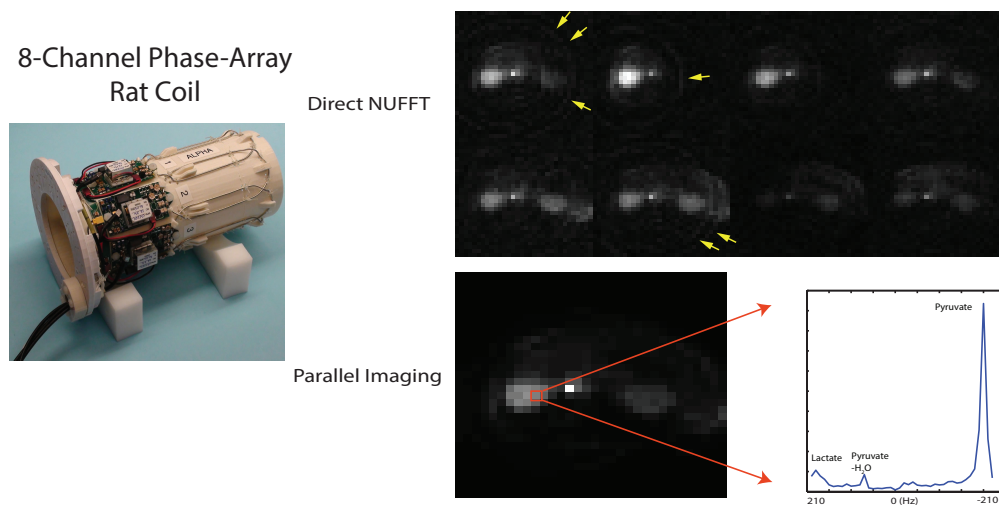 8-Channel Phase-Array
Rat Coil
Direct NUFFT
ALPHA
1
2
3
Parallel Imaging
Pyruvate
Lactate
Pyruvate
-H₂O
210
0 (Hz)
-210